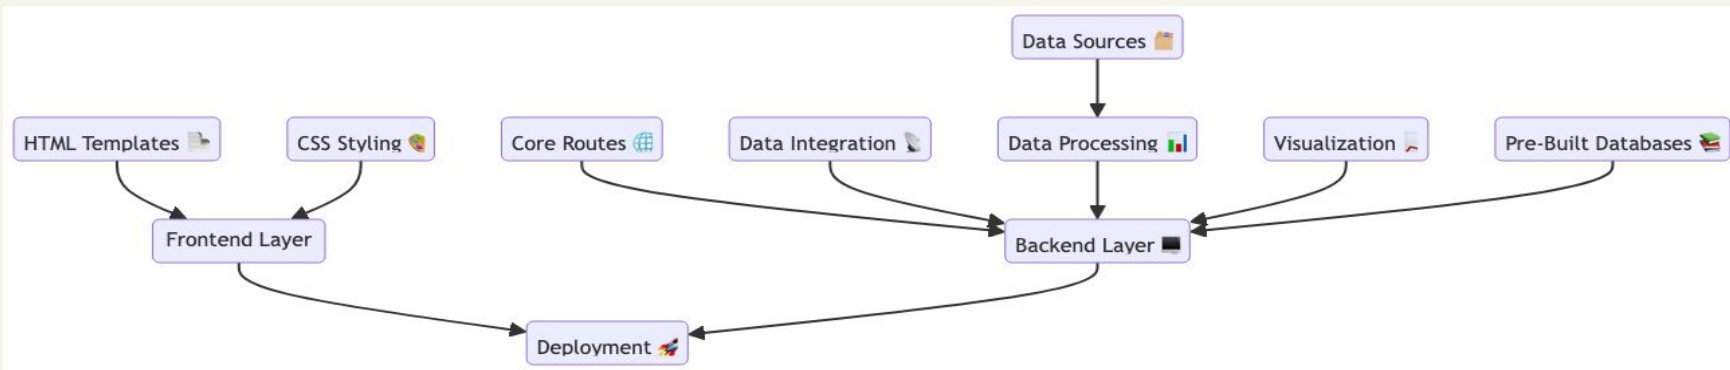 Data Sources
HTML Templates
CSS Styling
Core Routes
Data Integration
Data Processing
Visualization
Pre-Built Databases
Frontend Layer
Backend Layer
Deployment